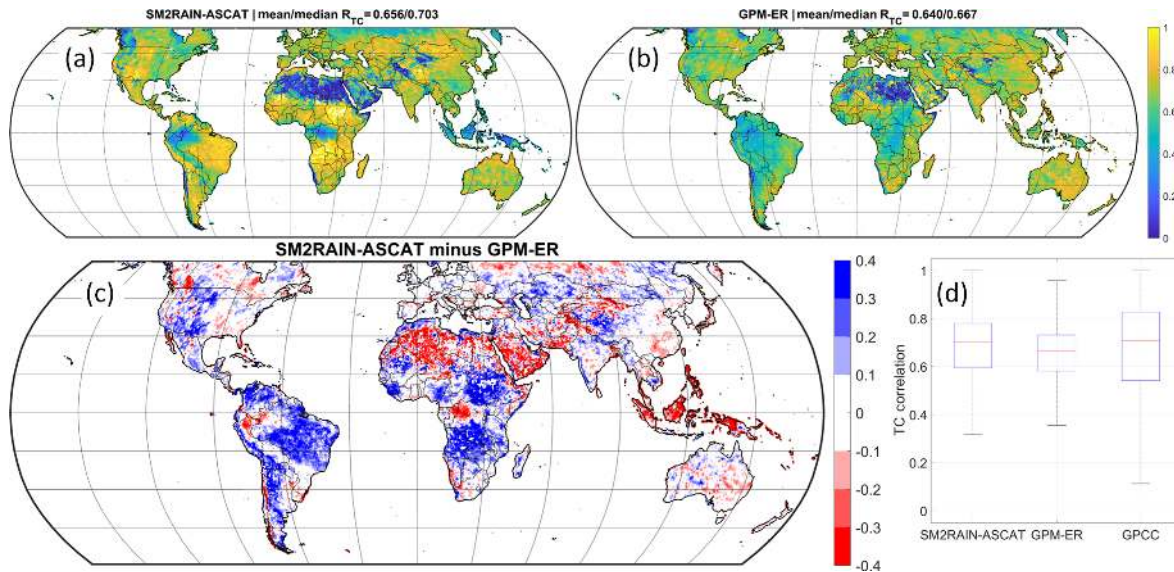 SM2RAIN-ASCAT | mean/median R_TC = 0.656/0.703
GPM-ER | mean/median R_TC = 0.640/0.667
(a)
(b)
1
0.8
0.6
0.4
0.2
0
SM2RAIN-ASCAT minus GPM-ER
(c)
0.4
0.3
0.2
0.1
0
-0.1
-0.2
-0.3
-0.4
(d)
TC correlation
1
0.8
0.6
0.4
0.2
0
SM2RAIN-ASCAT GPM-ER GPCC